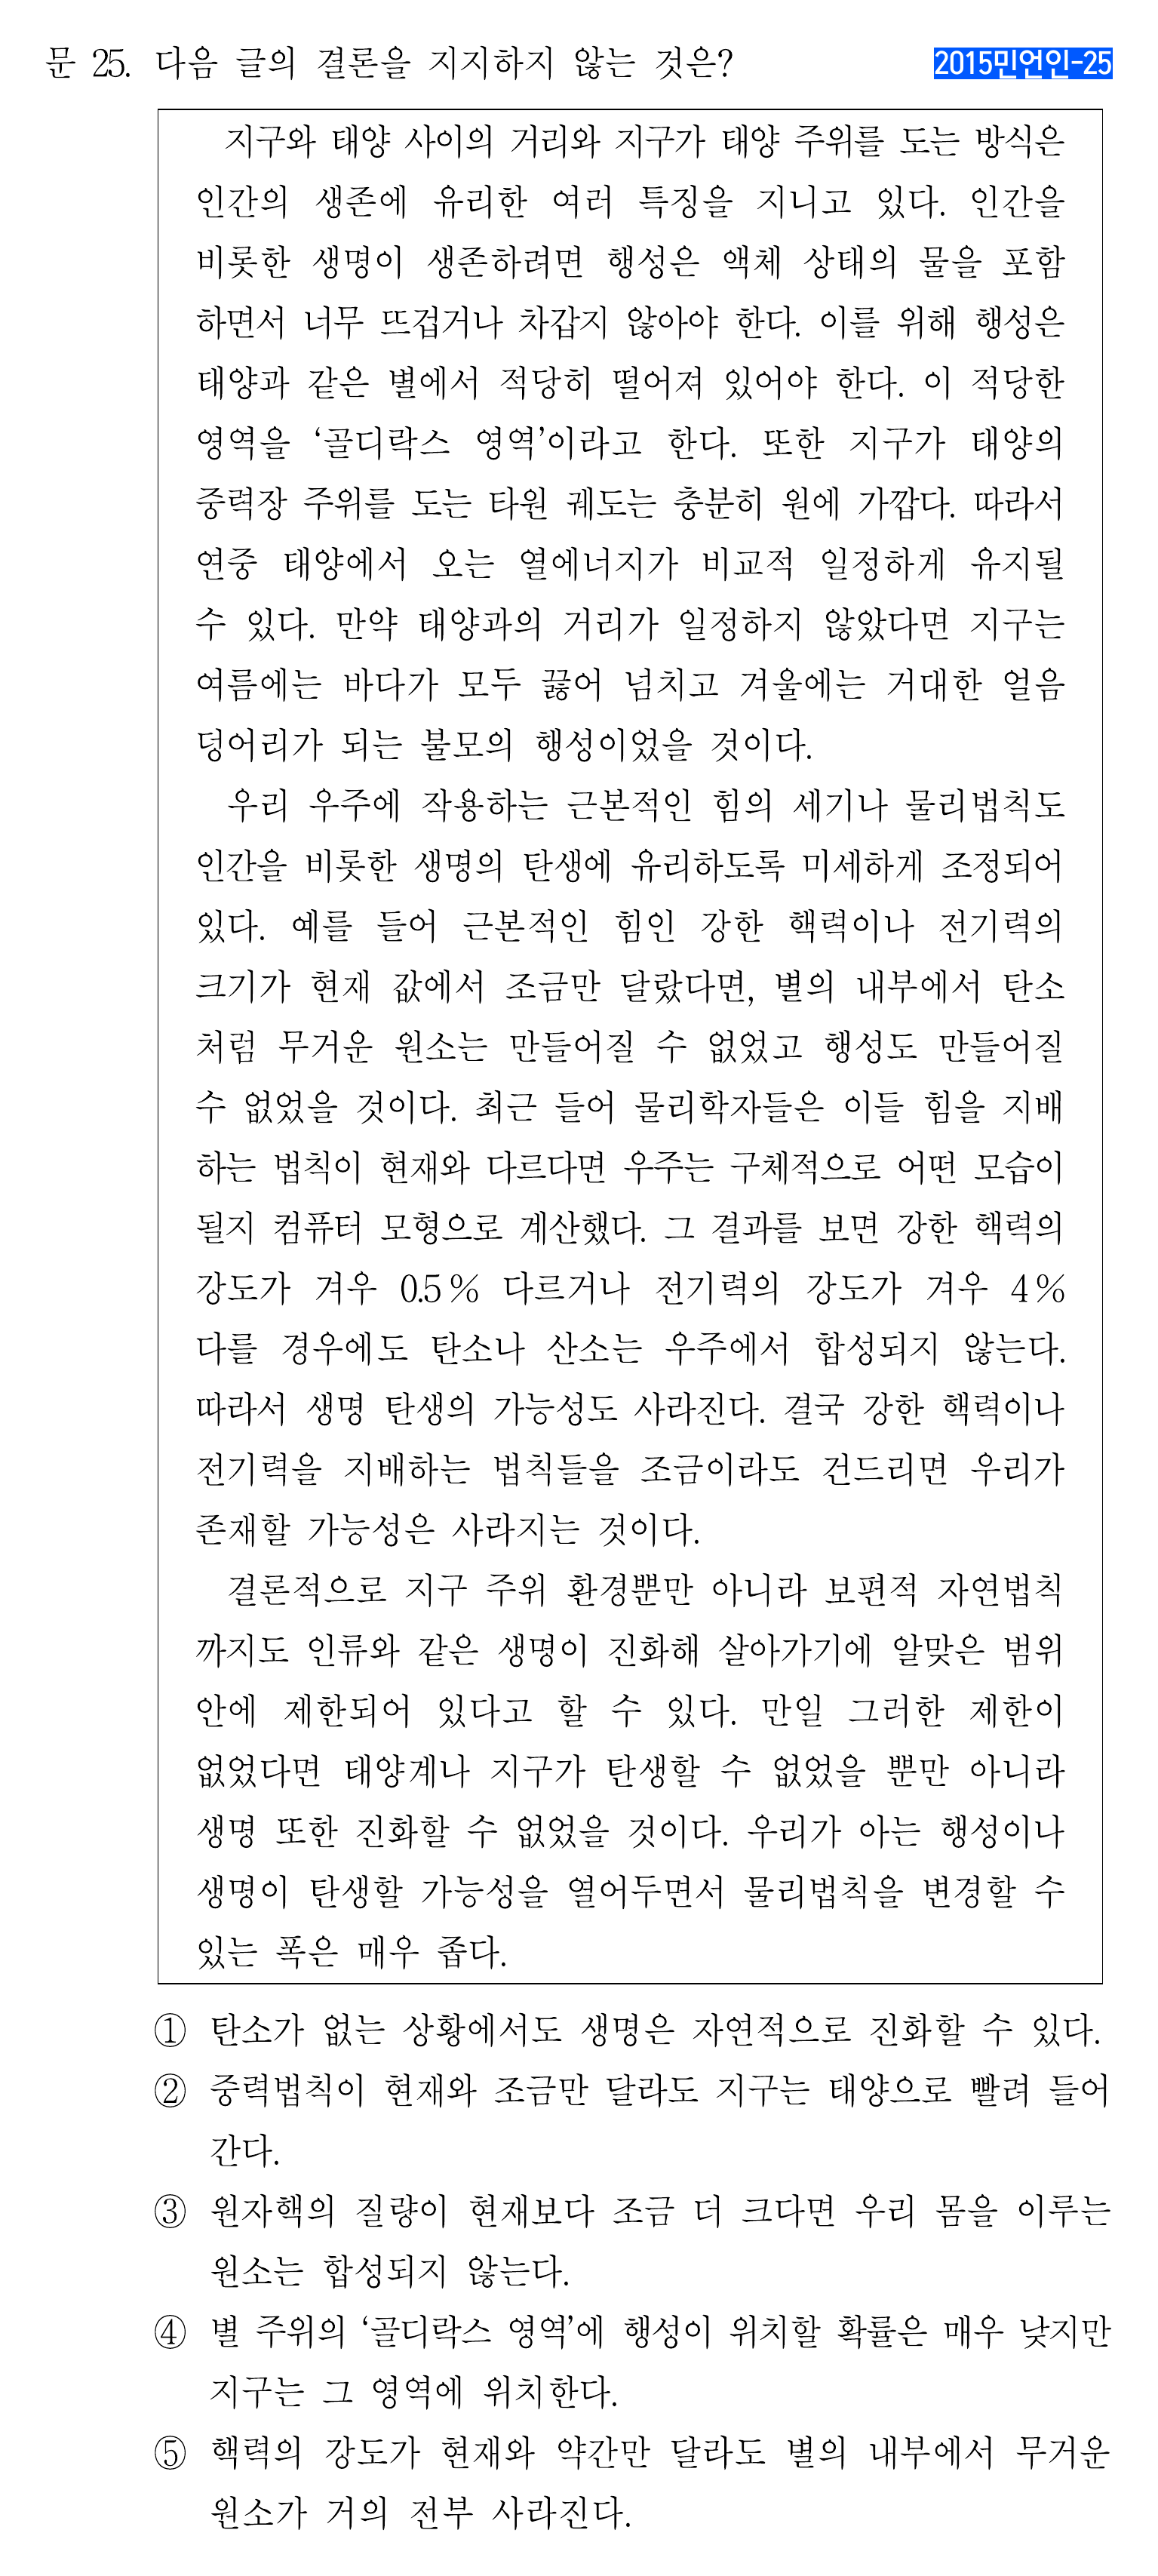 문 25. 다음 글의 결론을 지지하지 않는 것은?
2015민언인-25
지구와 태양 사이의 거리와 지구가 태양 주위를 도는 방식은
인간의 생존에 유리한 여러 특징을 지니고 있다. 인간을
비롯한 생명이 생존하려면 행성은 액체 상태의 물을 포함
하면서 너무 뜨겁거나 차갑지 않아야 한다. 이를 위해 행성은
태양과 같은 별에서 적당히 떨어져 있어야 한다. 이 적당한
영역을 ‘골디락스 영역’이라고 한다. 또한 지구가 태양의
중력장 주위를 도는 타원 궤도는 충분히 원에 가깝다. 따라서
연중 태양에서 오는 열에너지가 비교적 일정하게 유지될
수 있다. 만약 태양과의 거리가 일정하지 않았다면 지구는
여름에는 바다가 모두 끓어 넘치고 겨울에는 거대한 얼음
덩어리가 되는 불모의 행성이었을 것이다.
우리 우주에 작용하는 근본적인 힘의 세기나 물리법칙도
인간을 비롯한 생명의 탄생에 유리하도록 미세하게 조정되어
있다. 예를 들어 근본적인 힘인 강한 핵력이나 전기력의
크기가 현재 값에서 조금만 달랐다면, 별의 내부에서 탄소
처럼 무거운 원소는 만들어질 수 없었고 행성도 만들어질
수 없었을 것이다. 최근 들어 물리학자들은 이들 힘을 지배
하는 법칙이 현재와 다르다면 우주는 구체적으로 어떤 모습이
될지 컴퓨터 모형으로 계산했다. 그 결과를 보면 강한 핵력의
강도가 겨우 0.5 % 다르거나 전기력의 강도가 겨우 4 %
다를 경우에도 탄소나 산소는 우주에서 합성되지 않는다.
따라서 생명 탄생의 가능성도 사라진다. 결국 강한 핵력이나
전기력을 지배하는 법칙들을 조금이라도 건드리면 우리가
존재할 가능성은 사라지는 것이다.
결론적으로 지구 주위 환경뿐만 아니라 보편적 자연법칙
까지도 인류와 같은 생명이 진화해 살아가기에 알맞은 범위
안에 제한되어 있다고 할 수 있다. 만일 그러한 제한이
없었다면 태양계나 지구가 탄생할 수 없었을 뿐만 아니라
생명 또한 진화할 수 없었을 것이다. 우리가 아는 행성이나
생명이 탄생할 가능성을 열어두면서 물리법칙을 변경할 수
있는 폭은 매우 좁다.
① 탄소가 없는 상황에서도 생명은 자연적으로 진화할 수 있다.
② 중력법칙이 현재와 조금만 달라도 지구는 태양으로 빨려 들어
간다.
③ 원자핵의 질량이 현재보다 조금 더 크다면 우리 몸을 이루는
원소는 합성되지 않는다.
④ 별 주위의 ‘골디락스 영역’에 행성이 위치할 확률은 매우 낮지만
지구는 그 영역에 위치한다.
⑤ 핵력의 강도가 현재와 약간만 달라도 별의 내부에서 무거운
원소가 거의 전부 사라진다.